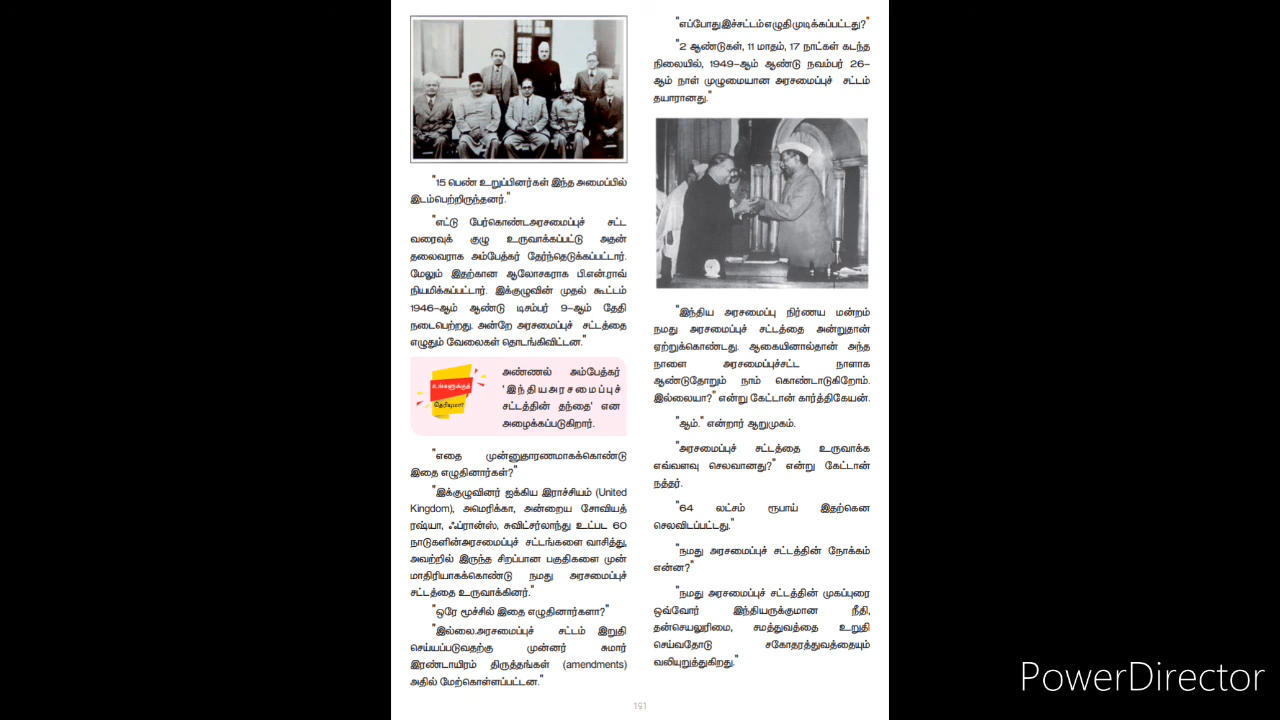 "15 பெண் உறுப்பினர்கள் இந்த அமைப்பில்
இடம்பெற்றிருந்தனர்."
"எட்டு பேர்கொண்டஅரசமைப்புச் சட்ட
வரைவுக் குழு உருவாக்கப்பட்டு அதன்
தலைவராக அம்பேத்கர் தேர்ந்தெடுக்கப்பட்டார்.
மேலும் இதற்கான ஆலோசகராக பி.என்.ராவ்
நியமிக்கப்பட்டார். இக்குழுவின் முதல் கூட்டம்
1946-ஆம் ஆண்டு டிசம்பர் 9-ஆம் தேதி
நடைபெற்றது. அன்றே அரசமைப்புச் சட்டத்தை
எழுதும் வேலைகள் தொடங்கிவிட்டன."
உங்களுக்குத்
தெரியுமா?
அண்ணல் அம்பேத்கர்
'இந்தியஅரசமைப்புச்
சட்டத்தின் தந்தை' என
அழைக்கப்படுகிறார்.
"எதை முன்னுதாரணமாகக்கொண்டு
இதை எழுதினார்கள்?"
"இக்குழுவினர் ஐக்கிய இராச்சியம் (United
Kingdom), அமெரிக்கா, அன்றைய சோவியத்
ரஷ்யா, ஃப்ரான்ஸ், சுவிட்சர்லாந்து உட்பட 60
நாடுகளின்அரசமைப்புச் சட்டங்களை வாசித்து,
அவற்றில் இருந்த சிறப்பான பகுதிகளை முன்
மாதிரியாகக்கொண்டு நமது அரசமைப்புச்
சட்டத்தை உருவாக்கினர்."
"ஒரே மூச்சில் இதை எழுதினார்களா?"
"இல்லை.அரசமைப்புச் சட்டம் இறுதி
செய்யப்படுவதற்கு முன்னர் சுமார்
இரண்டாயிரம் திருத்தங்கள் (amendments)
அதில் மேற்கொள்ளப்பட்டன."
"எப்போதுஇச்சட்டம்எழுதிமுடிக்கப்பட்டது?"
"2 ஆண்டுகள், 11 மாதம், 17 நாட்கள் கடந்த
நிலையில், 1949-ஆம் ஆண்டு நவம்பர் 26-
ஆம் நாள் முழுமையான அரசமைப்புச் சட்டம்
தயாரானது."
"இந்திய அரசமைப்பு நிர்ணய மன்றம்
நமது அரசமைப்புச் சட்டத்தை அன்றுதான்
ஏற்றுக்கொண்டது. ஆகையினால்தான் அந்த
நாளை அரசமைப்புச்சட்ட நாளாக
ஆண்டுதோறும் நாம் கொண்டாடுகிறோம்.
இல்லையா?" என்று கேட்டான் கார்த்திகேயன்.
"ஆம்." என்றார் ஆறுமுகம்.
"அரசமைப்புச் சட்டத்தை உருவாக்க
எவ்வளவு செலவானது?" என்று கேட்டான்
நத்தர்.
"64 லட்சம் ரூபாய் இதற்கென
செலவிடப்பட்டது."
"நமது அரசமைப்புச் சட்டத்தின் நோக்கம்
என்ன?"
"நமது அரசமைப்புச் சட்டத்தின் முகப்புரை
ஒவ்வோர் இந்தியருக்குமான நீதி,
தன்செயலுரிமை, சமத்துவத்தை உறுதி
செய்வதோடு சகோதரத்துவத்தையும்
வலியுறுத்துகிறது."
191
PowerDirector